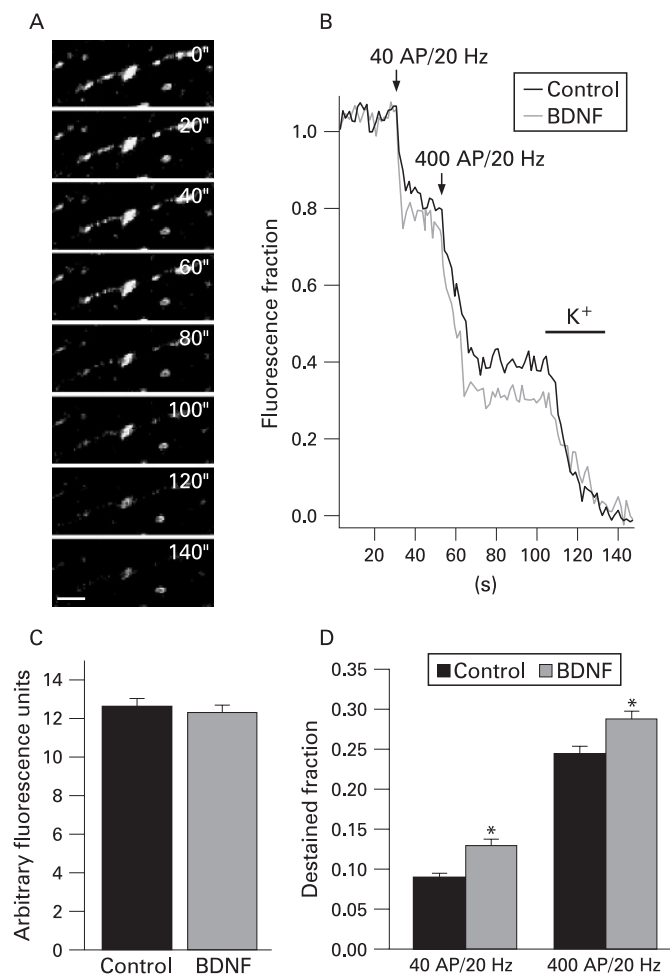 A
0"
20"
40"
60"
80"
100"
120"
140"
B
40 AP/20 Hz
Control
BDNF
400 AP/20 Hz
K+
1.0
0.8
0.6
0.4
0.2
0.0
Fluorescence fraction
20 40 60 80 100 120 140
(s)
C
14
12
10
8
6
4
2
0
Arbitrary fluorescence units
Control BDNF
D
Control BDNF
0.35
0.30
0.25
0.20
0.15
0.10
0.05
0.00
Destained fraction
*
*
40 AP/20 Hz 400 AP/20 Hz